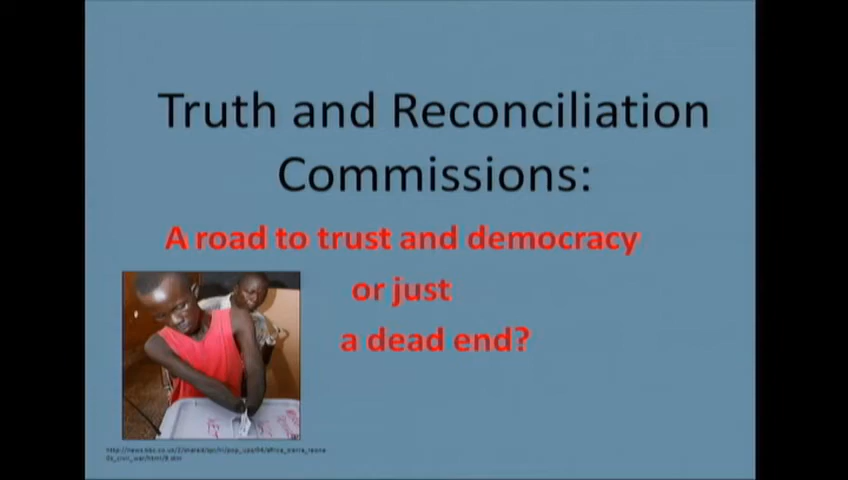 Truth and Reconciliation
Commissions:
A road to trust and democracy
or just
a dead end?